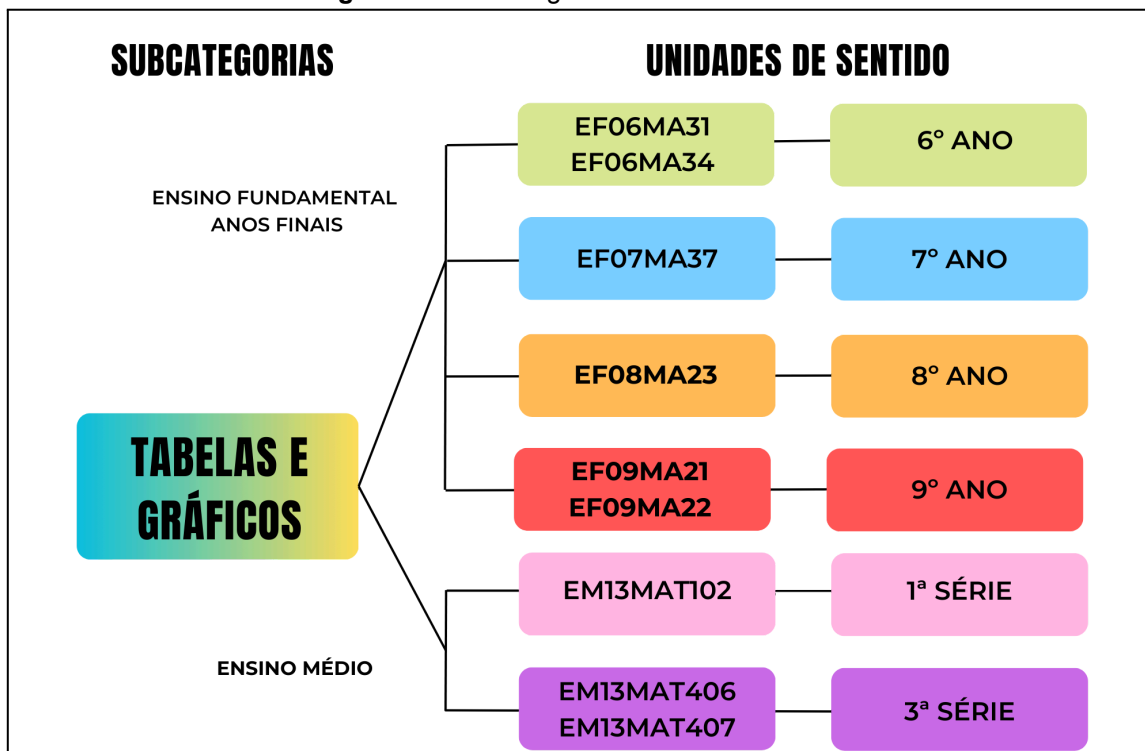 SUBCATEGORIAS
UNIDADES DE SENTIDO
ENSINO FUNDAMENTAL
ANOS FINAIS
EF06MA31
EF06MA34
6º ANO
EF07MA37
7º ANO
EF08MA23
8º ANO
TABELAS E
GRÁFICOS
EF09MA21
EF09MA22
9º ANO
ENSINO MÉDIO
EM13MAT102
1ª SÉRIE
EM13MAT406
EM13MAT407
3ª SÉRIE